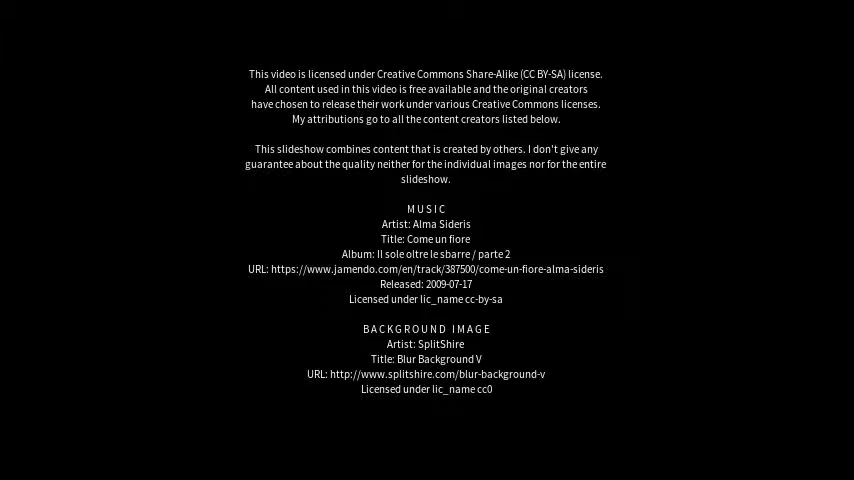 This video is licensed under Creative Commons Share-Alike (CC BY-SA) license.
All content used in this video is free available and the original creators
have chosen to release their work under various Creative Commons licenses.
My attributions go to all the content creators listed below.
This slideshow combines content that is created by others. I don't give any
guarantee about the quality neither for the individual images nor for the entire
slideshow.
MUSIC
Artist: Alma Sideris
Title: Come un fiore
Album: Il sole oltre le sbarre / parte 2
URL: https://www.jamendo.com/en/track/387500/come-un-fiore-alma-sideris
Released: 2009-07-17
Licensed under lic_name cc-by-sa
BACKGROUND IMAGE
Artist: SplitShire
Title: Blur Background V
URL: http://www.splitshire.com/blur-background-v
Licensed under lic_name cc0